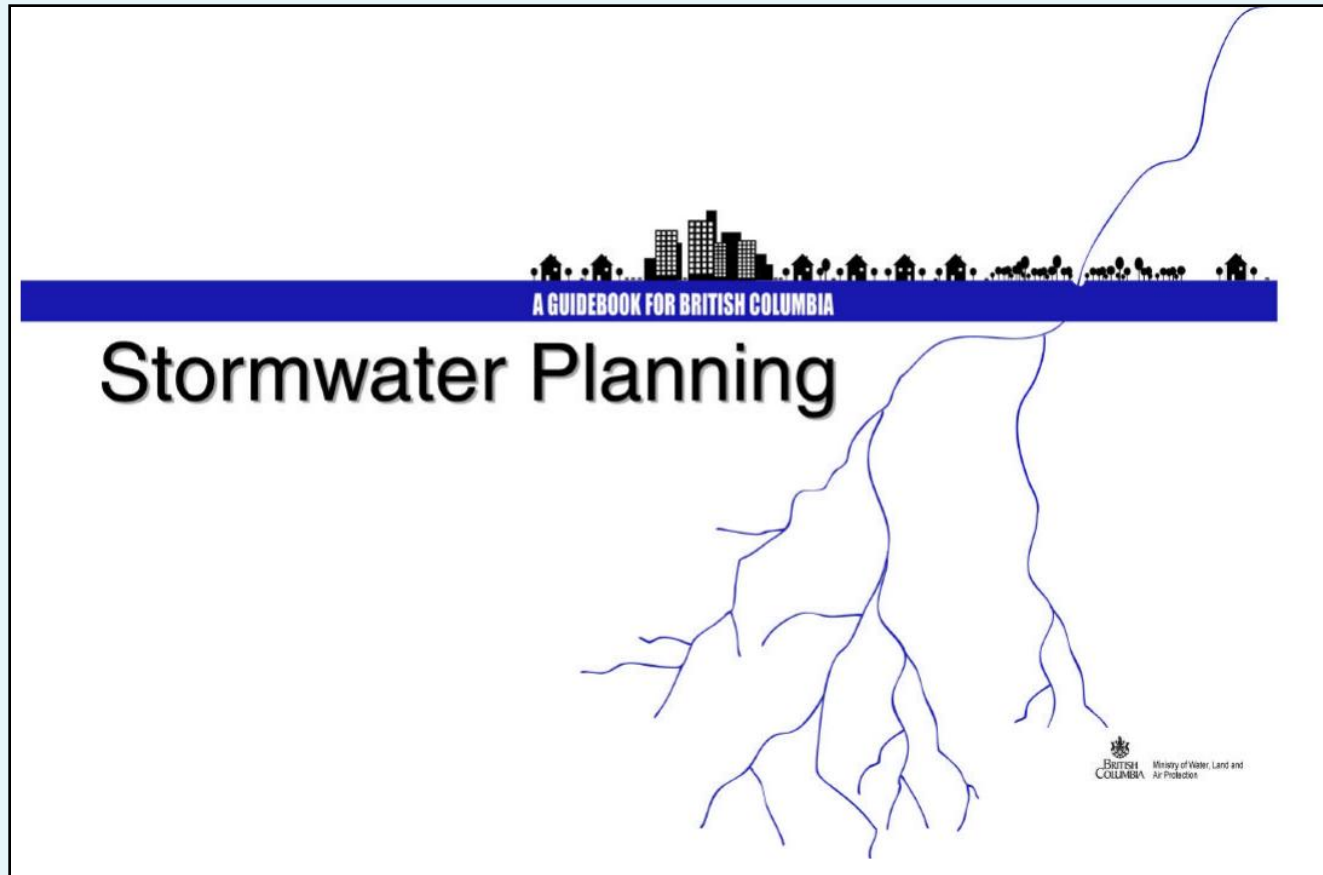 A GUIDEBOOK FOR BRITISH COLUMBIA
Stormwater Planning
BRITISH
COLUMBIA
Ministry of Water, Land and
Air Protection